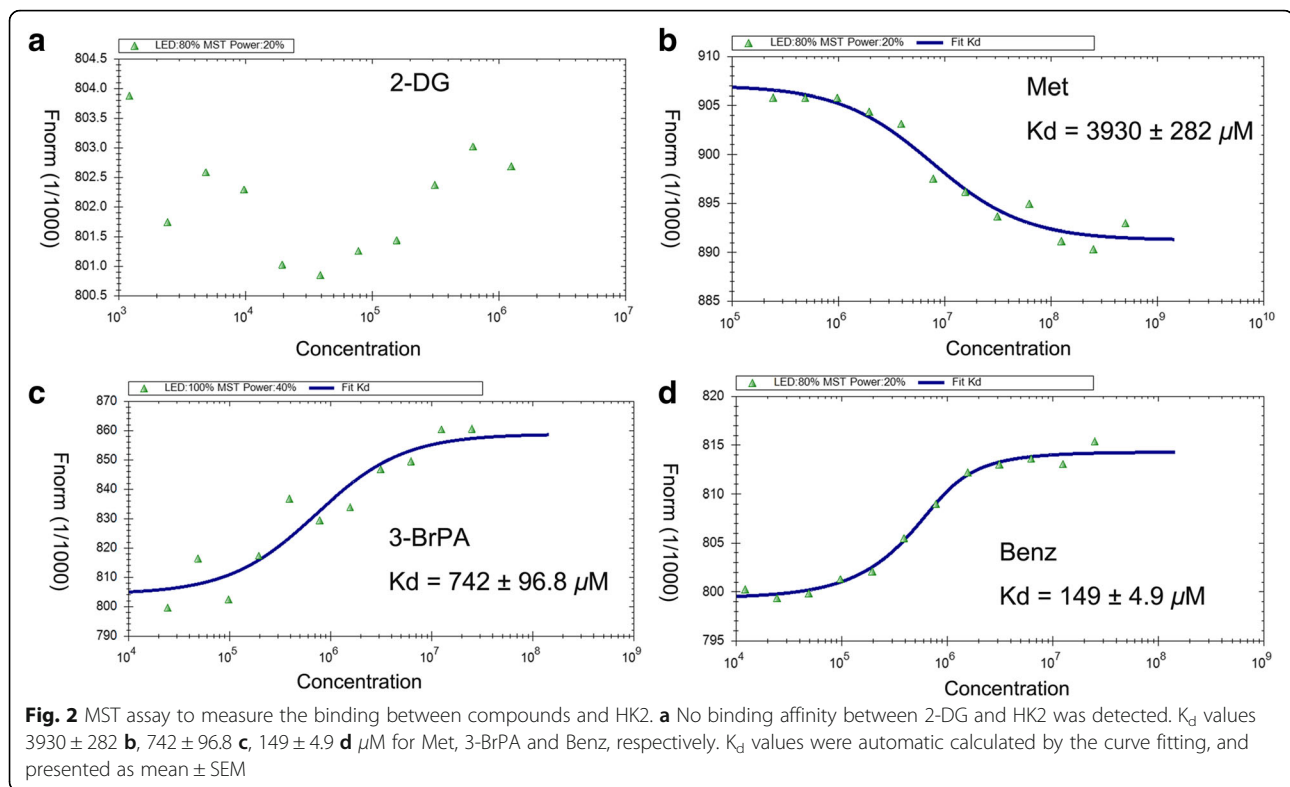 a
LED:80% MST Power:20%
804.5
804.0
803.5
803.0
802.5
802.0
801.5
801.0
800.5
Fnorm (1/1000)
2-DG
10³ 10⁴ 10⁵ 10⁶ 10⁷
Concentration
b
LED:80% MST Power:20% Fit Kd
910
905
900
895
890
885
Fnorm (1/1000)
Met
Kd = 3930 ± 282 µM
10⁵ 10⁶ 10⁷ 10⁸ 10⁹ 10¹⁰
Concentration
c
LED:100% MST Power:40% Fit Kd
870
860
850
840
830
820
810
800
790
Fnorm (1/1000)
3-BrPA
Kd = 742 ± 96.8 µM
10⁴ 10⁵ 10⁶ 10⁷ 10⁸ 10⁹
Concentration
d
LED:80% MST Power:20% Fit Kd
820
815
810
805
800
795
Fnorm (1/1000)
Benz
Kd = 149 ± 4.9 µM
10⁴ 10⁵ 10⁶ 10⁷ 10⁸ 10⁹
Concentration
Fig. 2 MST assay to measure the binding between compounds and HK2. a No binding affinity between 2-DG and HK2 was detected. Kd values
3930 ± 282 b, 742 ± 96.8 c, 149 ± 4.9 d µM for Met, 3-BrPA and Benz, respectively. Kd values were automatic calculated by the curve fitting, and
presented as mean ± SEM